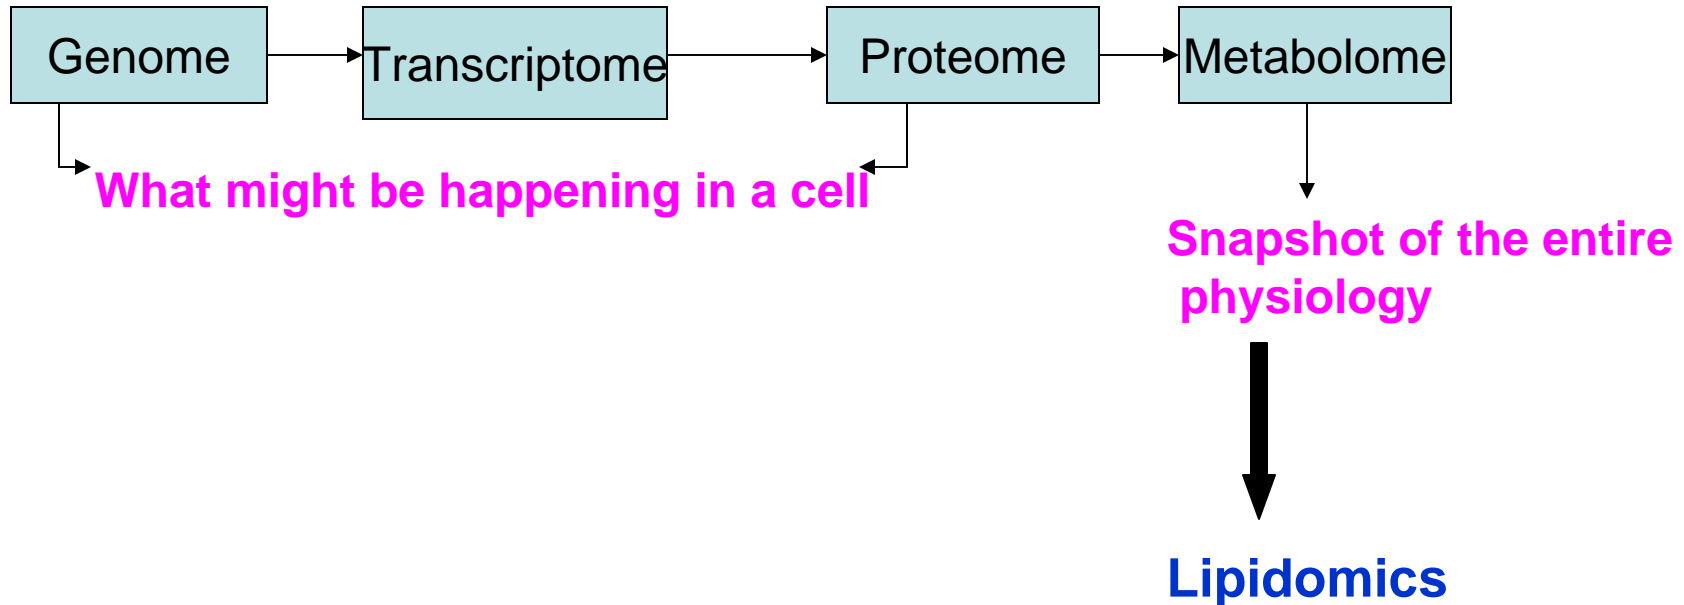 Genome
Transcriptome
Proteome
Metabolome
What might be happening in a cell
Snapshot of the entire
physiology
Lipidomics